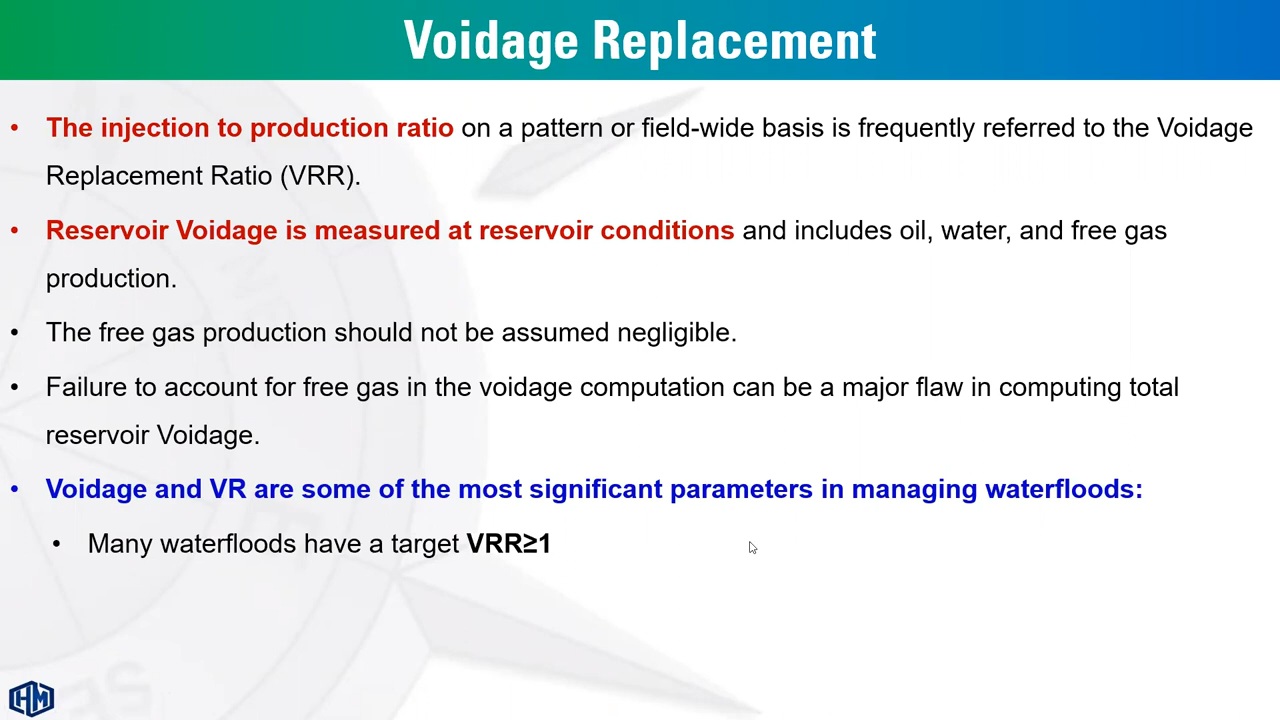 Voidage Replacement
• The injection to production ratio on a pattern or field-wide basis is frequently referred to the Voidage
Replacement Ratio (VRR).
• Reservoir Voidage is measured at reservoir conditions and includes oil, water, and free gas
production.
• The free gas production should not be assumed negligible.
• Failure to account for free gas in the voidage computation can be a major flaw in computing total
reservoir Voidage.
• Voidage and VR are some of the most significant parameters in managing waterfloods:
• Many waterfloods have a target VRR≥1
HM